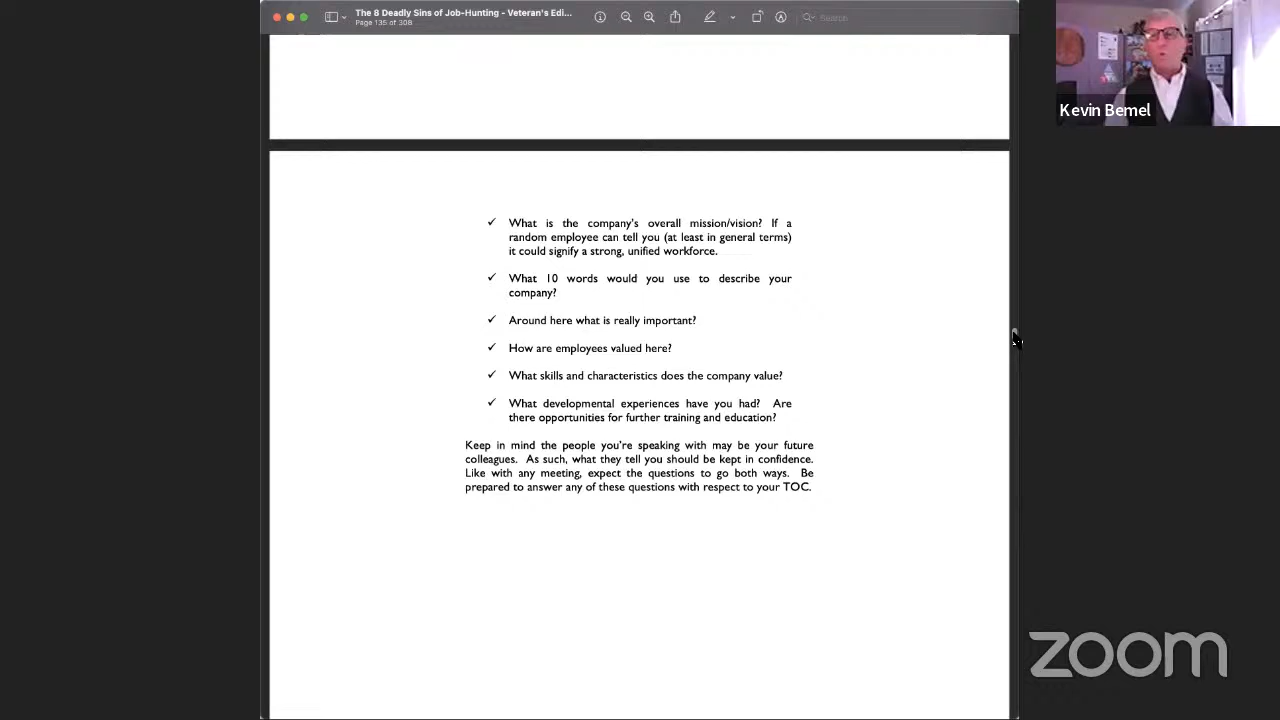 The 8 Deadly Sins of Job-Hunting - Veteran's Edi...
Page 135 of 308
Search
Kevin Bemel
✓ What is the company's overall mission/vision? If a
random employee can tell you (at least in general terms)
it could signify a strong, unified workforce.
✓ What 10 words would you use to describe your
company?
✓ Around here what is really important?
✓ How are employees valued here?
✓ What skills and characteristics does the company value?
✓ What developmental experiences have you had? Are
there opportunities for further training and education?
Keep in mind the people you're speaking with may be your future
colleagues. As such, what they tell you should be kept in confidence.
Like with any meeting, expect the questions to go both ways. Be
prepared to answer any of these questions with respect to your TOC.
zoom